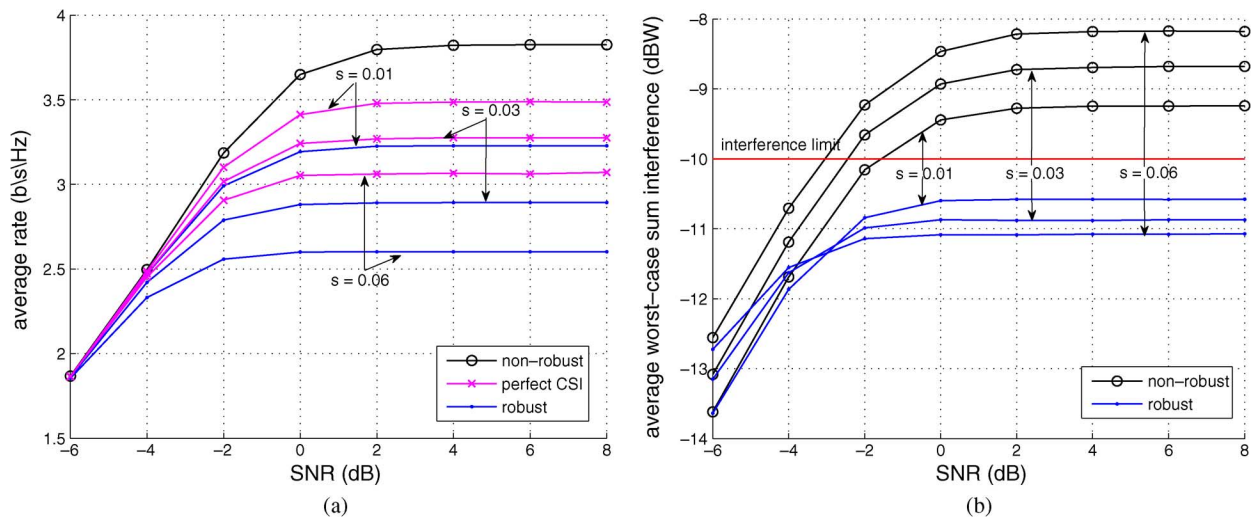 4
3.5
3
2.5
2
1.5
−6
−4
−2
0
2
4
6
8
average rate (b\s\Hz)
SNR (dB)
s = 0.01
s = 0.03
s = 0.06
non−robust
perfect CSI
robust
(a)
−7
−8
−9
−10
−11
−12
−13
−14
−6
−4
−2
0
2
4
6
8
average worst−case sum interference (dBW)
SNR (dB)
interference limit
s = 0.01
s = 0.03
s = 0.06
non−robust
robust
(b)